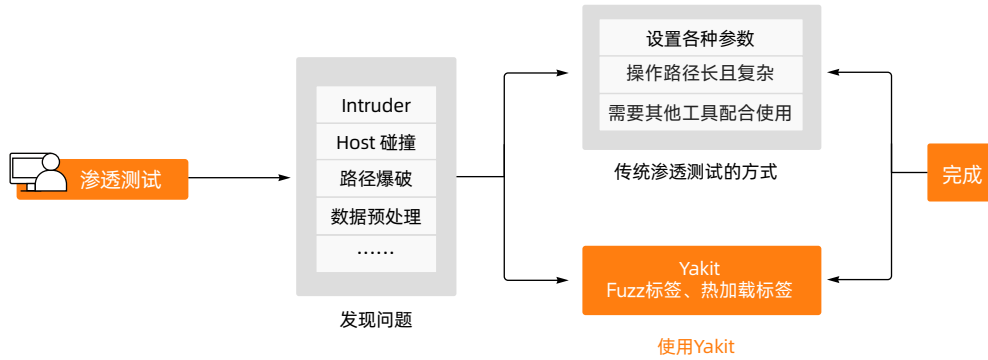 渗透测试
Intruder
Host 碰撞
路径爆破
数据预处理
……
发现问题
设置各种参数
操作路径长且复杂
需要其他工具配合使用
传统渗透测试的方式
Yakit
Fuzz标签、热加载标签
使用Yakit
完成